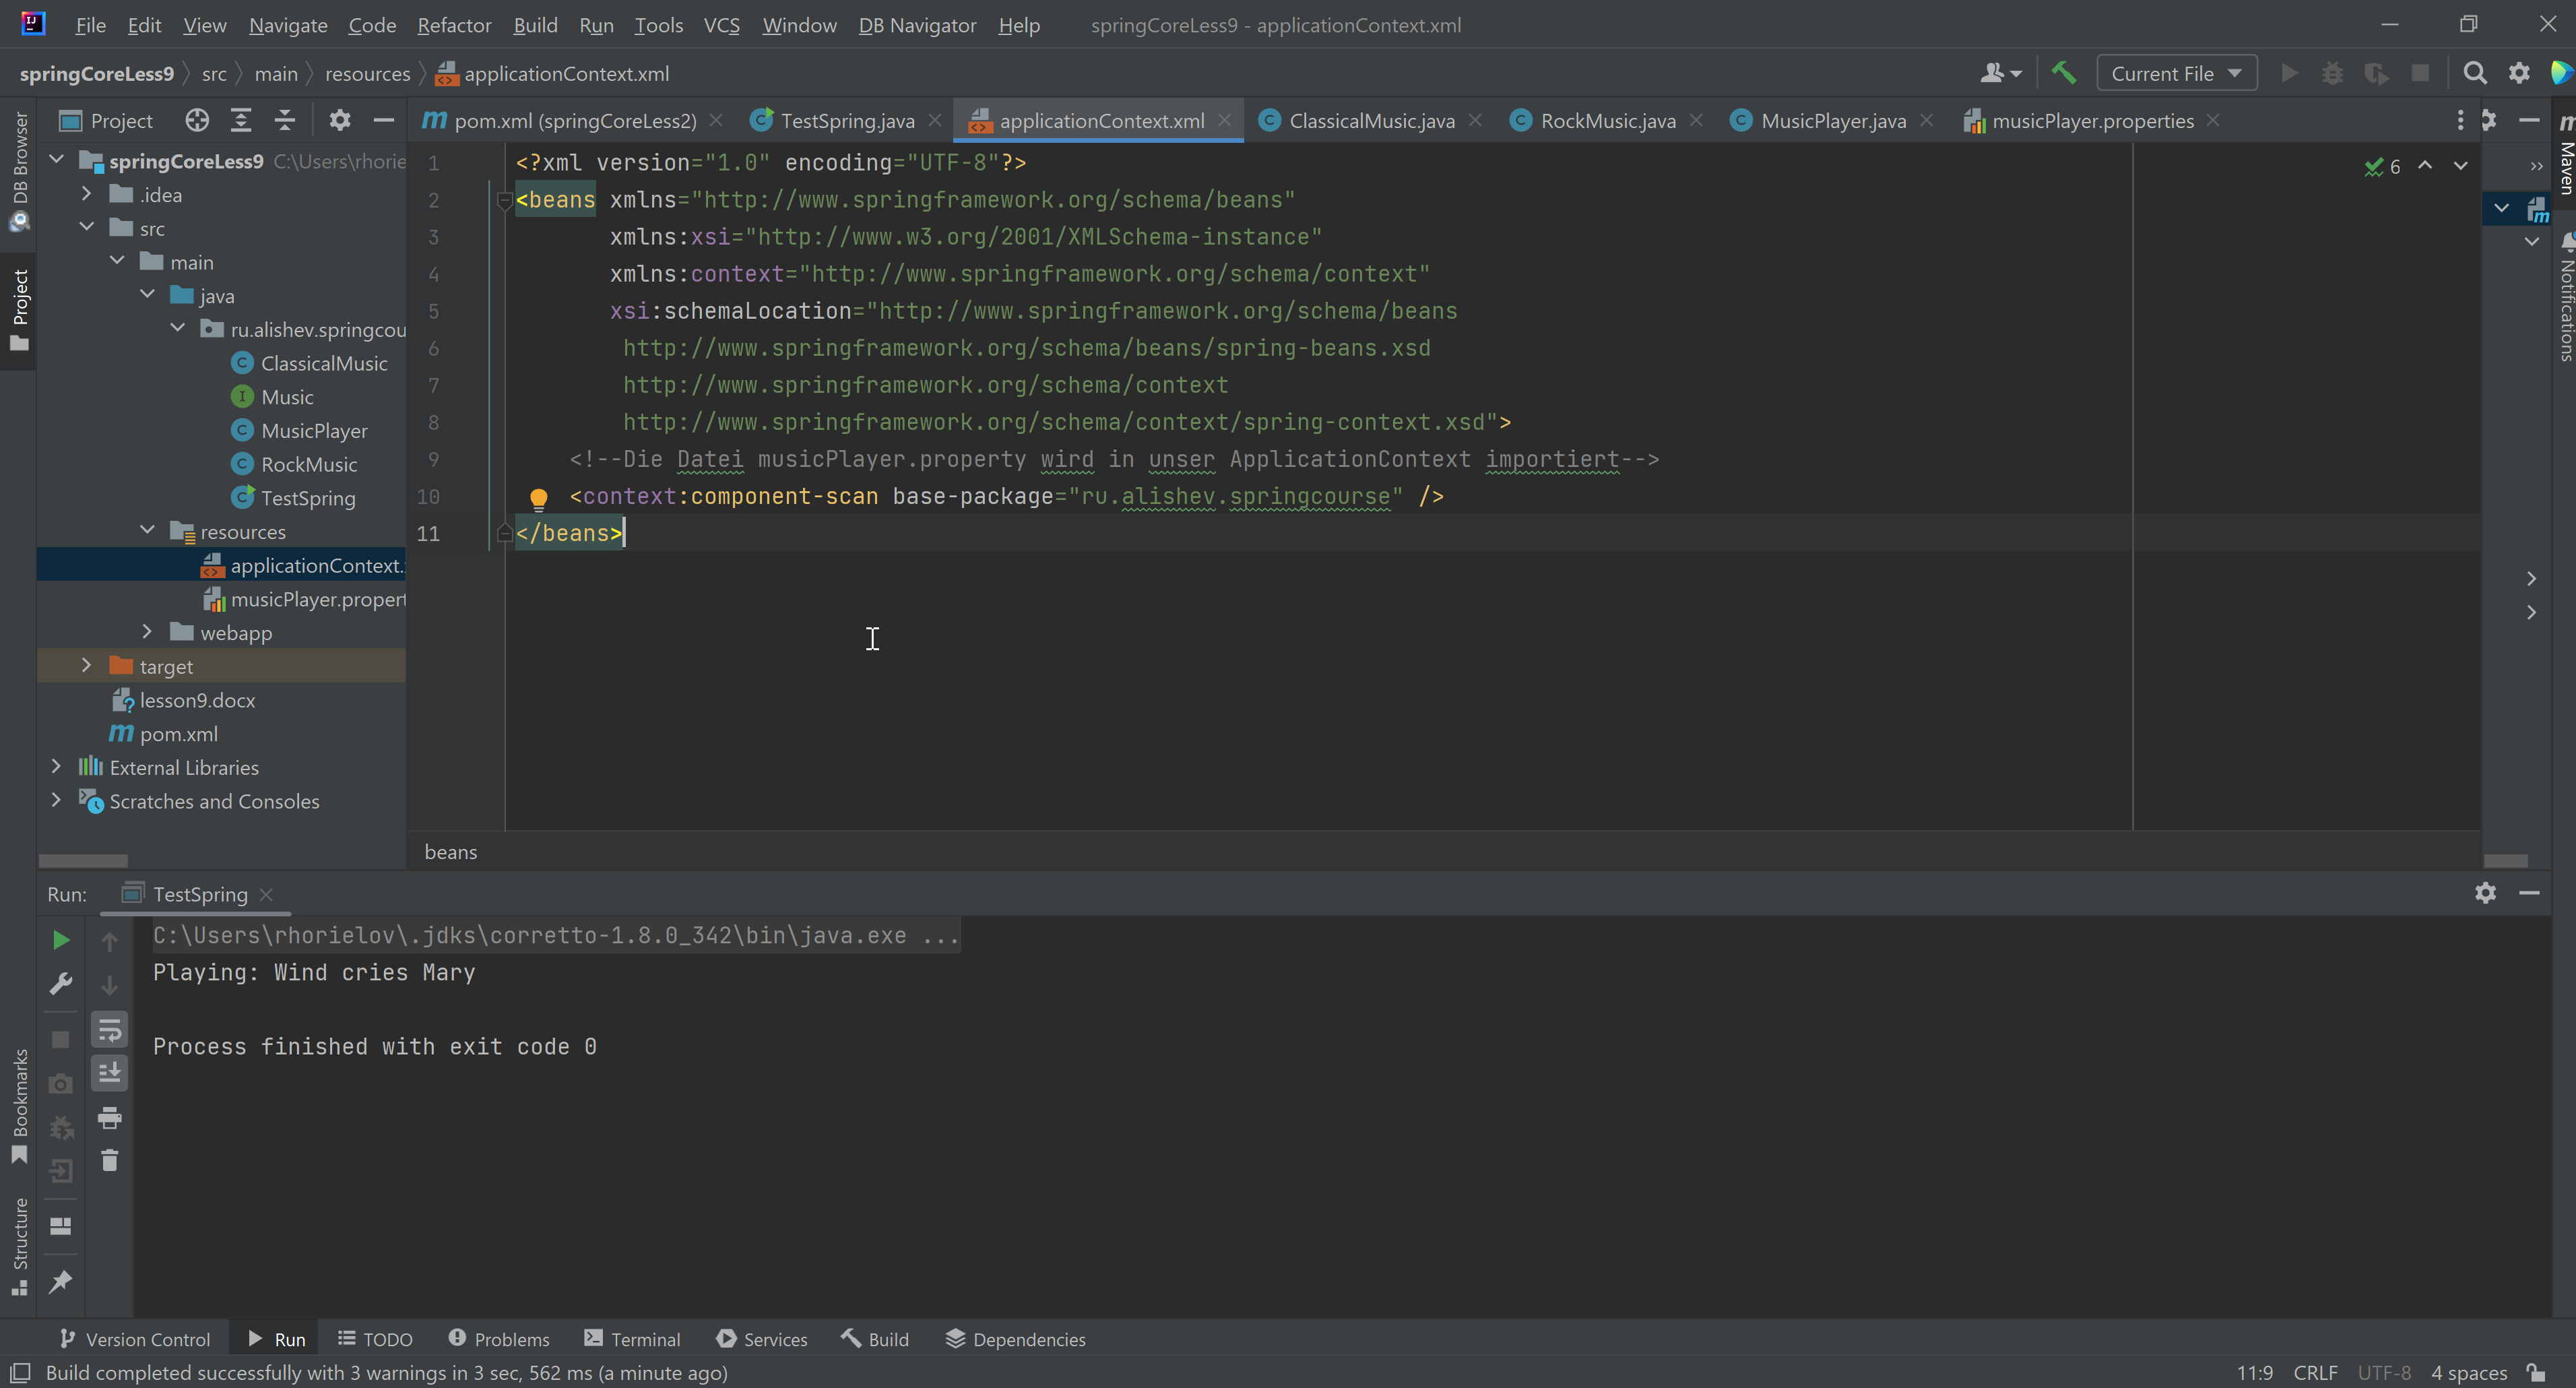 File Edit View Navigate Code Refactor Build Run Tools VCS Window DB Navigator Help springCoreLess9 - applicationContext.xml
springCoreLess9 src main resources applicationContext.xml Current File
Project pom.xml (springCoreLess2) TestSpring.java applicationContext.xml ClassicalMusic.java RockMusic.java MusicPlayer.java musicPlayer.properties
DB Browser
Project
Bookmarks
Structure
Maven
Notifications
springCoreLess9 C:\Users\rhorie
.idea
src
main
java
ru.alishev.springcou
ClassicalMusic
Music
MusicPlayer
RockMusic
TestSpring
resources
applicationContext.
musicPlayer.propert
webapp
target
lesson9.docx
pom.xml
External Libraries
Scratches and Consoles
6
1 <?xml version="1.0" encoding="UTF-8"?>
2 <beans xmlns="http://www.springframework.org/schema/beans"
3 xmlns:xsi="http://www.w3.org/2001/XMLSchema-instance"
4 xmlns:context="http://www.springframework.org/schema/context"
5 xsi:schemaLocation="http://www.springframework.org/schema/beans
6 http://www.springframework.org/schema/beans/spring-beans.xsd
7 http://www.springframework.org/schema/context
8 http://www.springframework.org/schema/context/spring-context.xsd">
9 <!--Die Datei musicPlayer.property wird in unser ApplicationContext importiert-->
10 <context:component-scan base-package="ru.alishev.springcourse" />
11 </beans>
beans
Run: TestSpring
C:\Users\rhorielov\.jdks\corretto-1.8.0_342\bin\java.exe ...
Playing: Wind cries Mary
Process finished with exit code 0
Version Control Run TODO Problems Terminal Services Build Dependencies
Build completed successfully with 3 warnings in 3 sec, 562 ms (a minute ago) 11:9 CRLF UTF-8 4 spaces